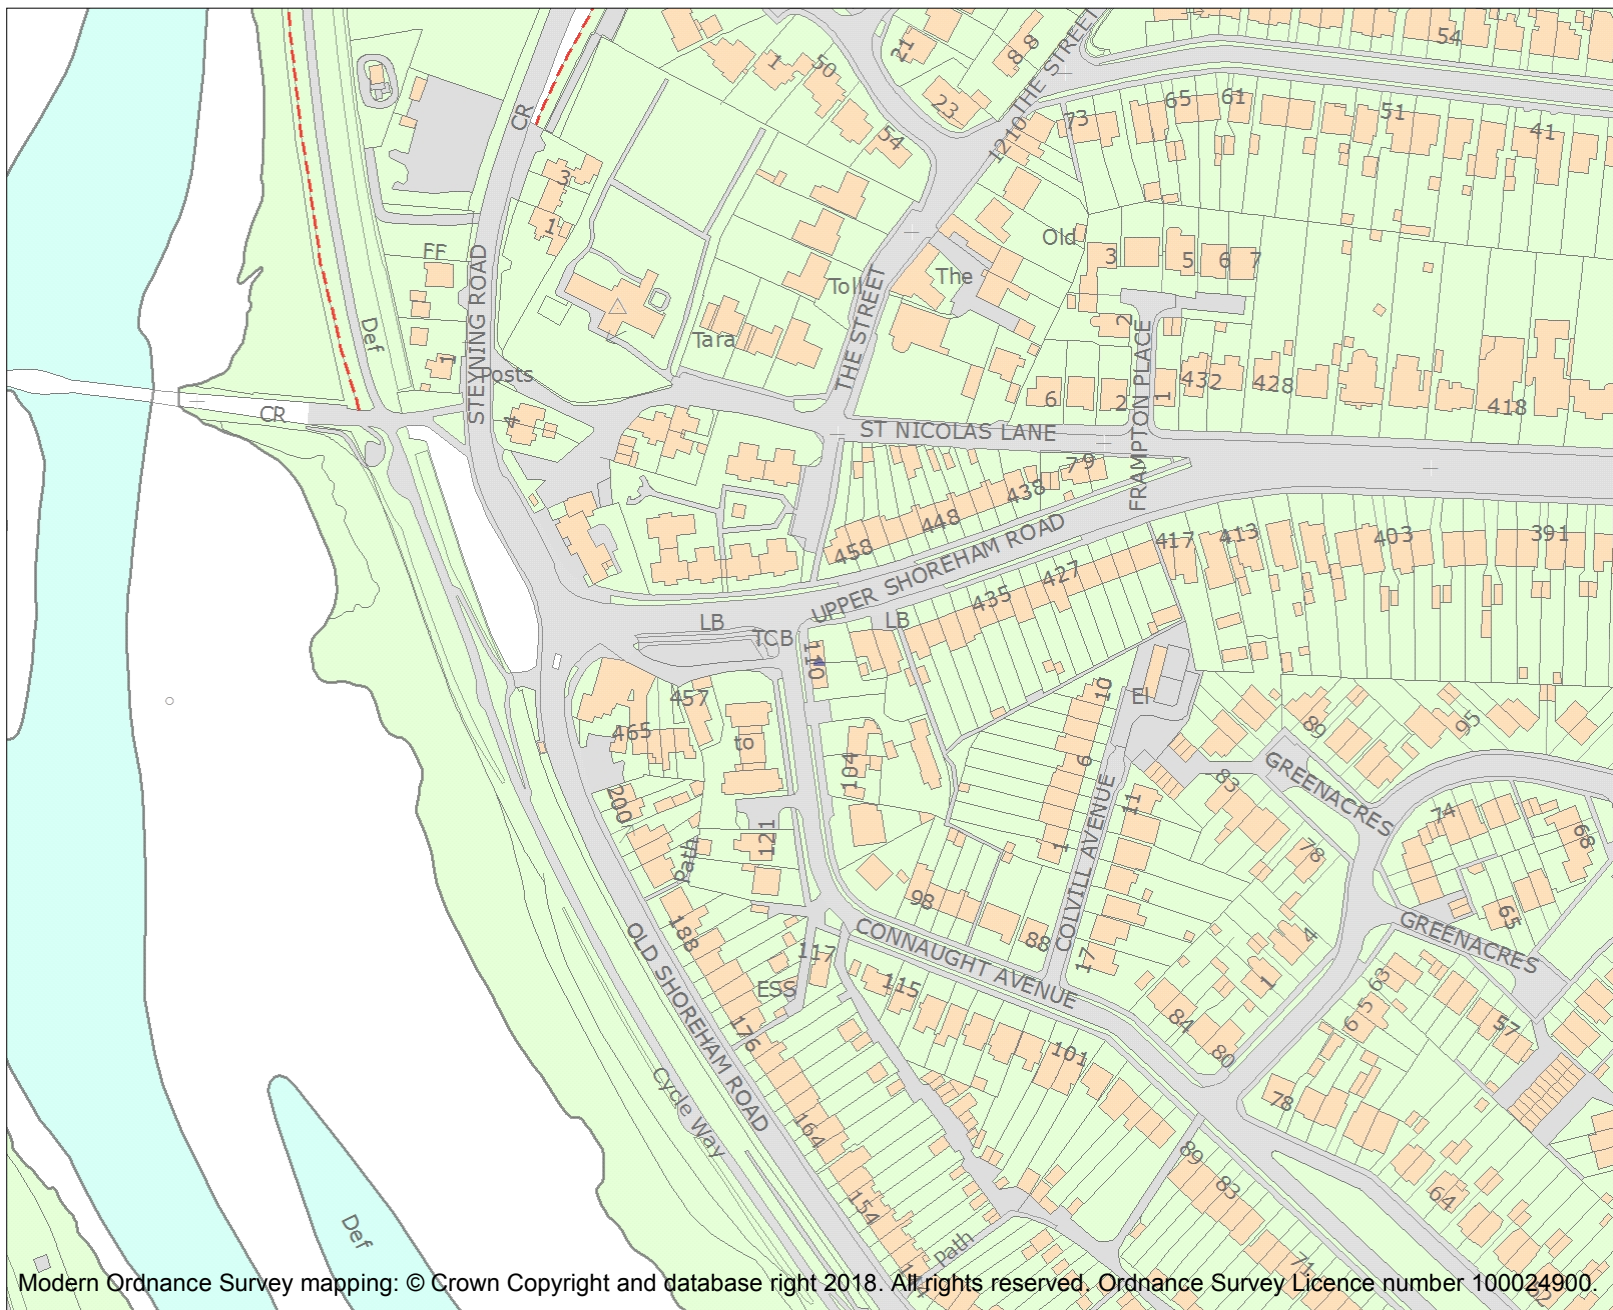 54
21
8 8
1
50
23
CR
54
1210
THE STREET
73
65
61
51
41
3
1
FF
Old
3
5
6
7
STEYNING ROAD
Toll
The
THE STREET
Def
Tara
2
FRAMPTON PLACE
1
Posts
432
428
6
2
1
418
CR
4
ST NICOLAS LANE
79
438
448
458
UPPER SHOREHAM ROAD
417
413
403
391
427
435
LB
TCB
LB
110
457
465
to
10
El
89
95
104
6
GREENACRES
83
200
11
74
68
121
Path
1
COLVILL AVENUE
78
98
88
188
65
4
GREENACRES
CONNAUGHT AVENUE
OLD SHOREHAM ROAD
117
17
ESS
115
1
63
5
6
57
84
80
176
101
Cycle Way
164
78
89
83
64
154
Def
Path
71
Modern Ordnance Survey mapping: © Crown Copyright and database right 2018. All rights reserved. Ordnance Survey Licence number 100024900.